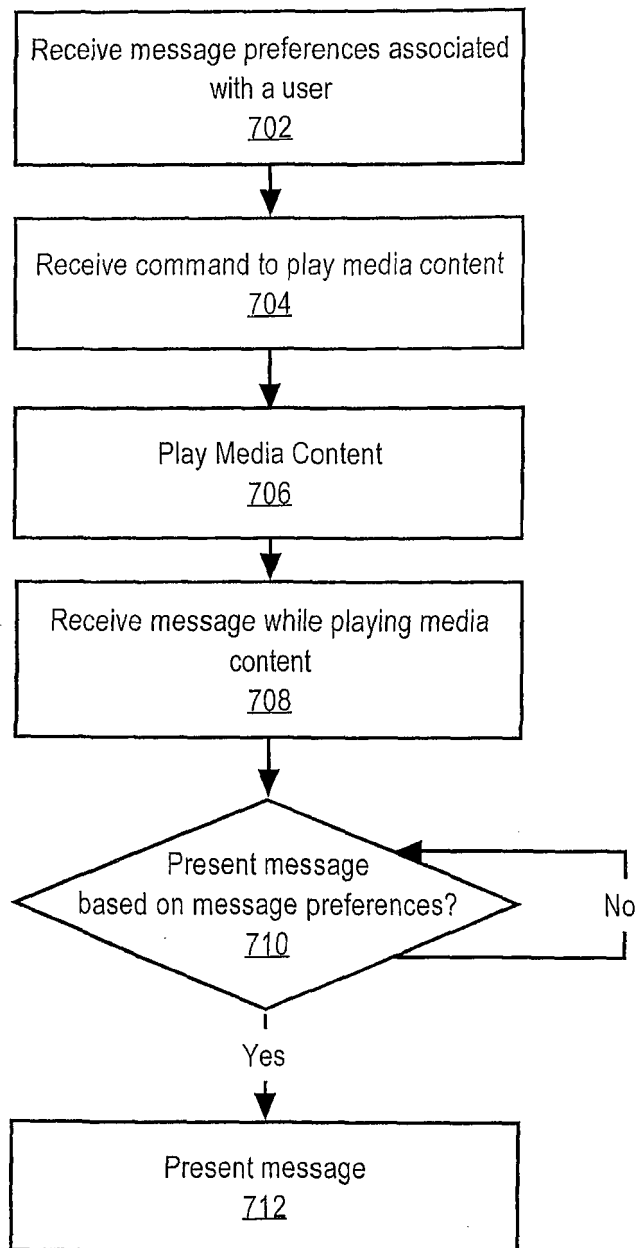 Receive message preferences associated
with a user
702
Receive command to play media content
704
Play Media Content
706
Receive message while playing media
content
708
Present message
based on message preferences?
710
No
Yes
Present message
712